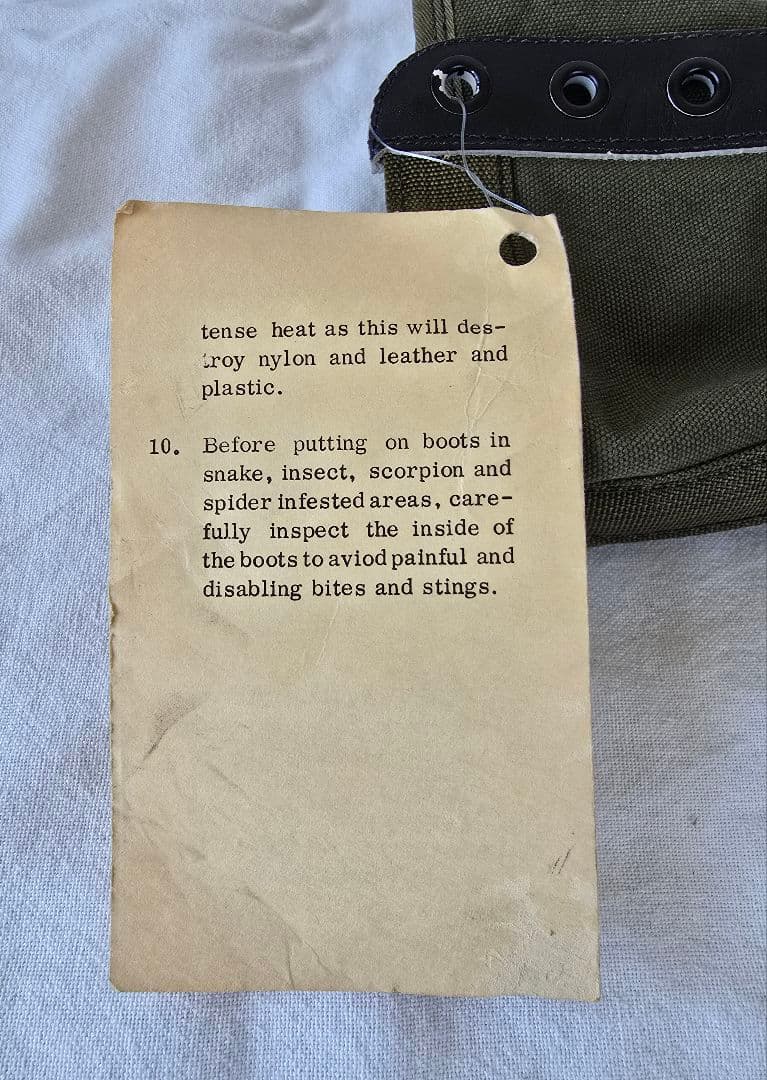 tense heat as this will des-
troy nylon and leather and
plastic.
10. Before putting on boots in
snake, insect, scorpion and
spider infested areas, care-
fully inspect the inside of
the boots to aviod painful and
disabling bites and stings.